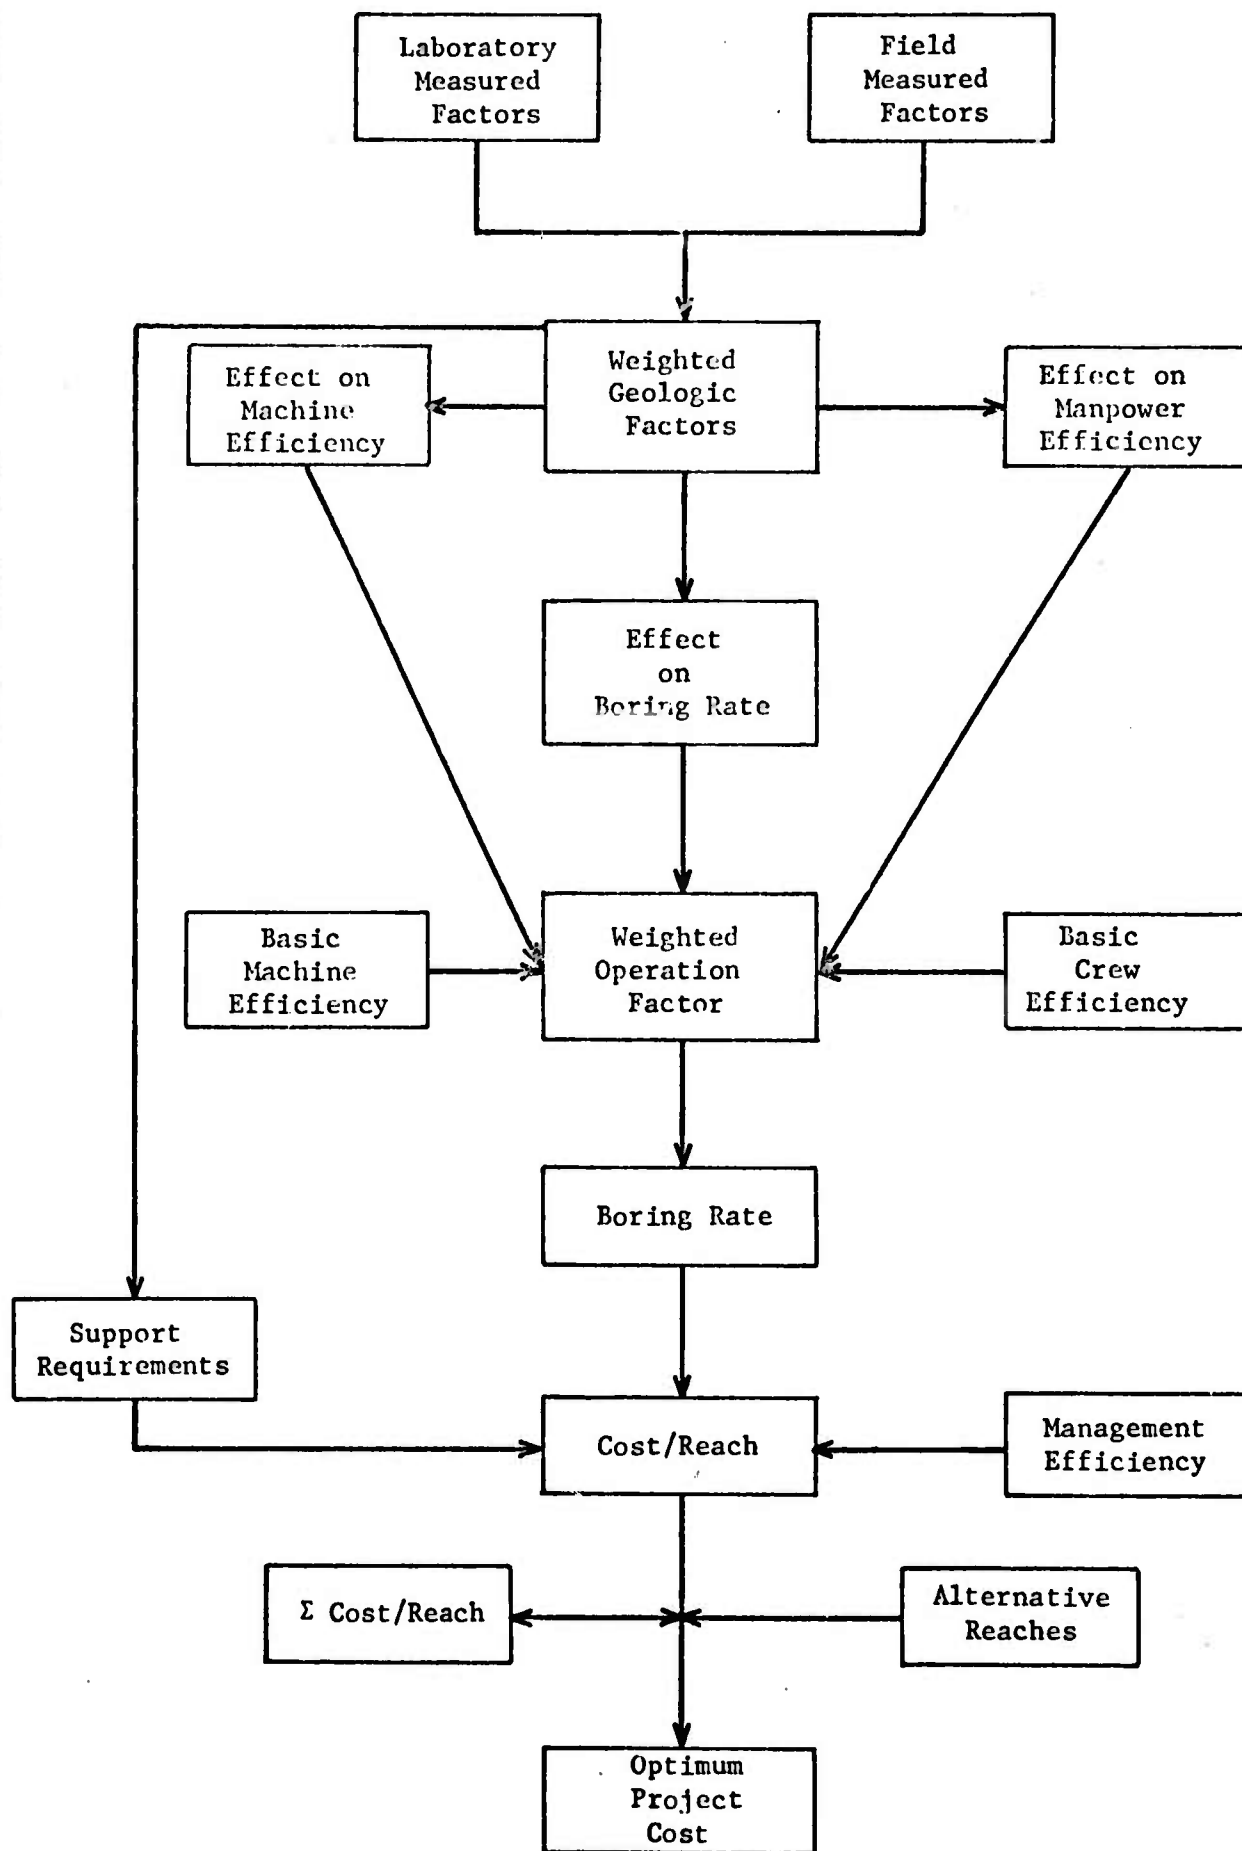 Laboratory
Measured
Factors
Field
Measured
Factors
Weighted
Geologic
Factors
Effect on
Machine
Efficiency
Effect on
Manpower
Efficiency
Effect
on
Boring Rate
Basic
Machine
Efficiency
Weighted
Operation
Factor
Basic
Crew
Efficiency
Boring Rate
Support
Requirements
Cost/Reach
Management
Efficiency
Σ Cost/Reach
Alternative
Reaches
Optimum
Project
Cost